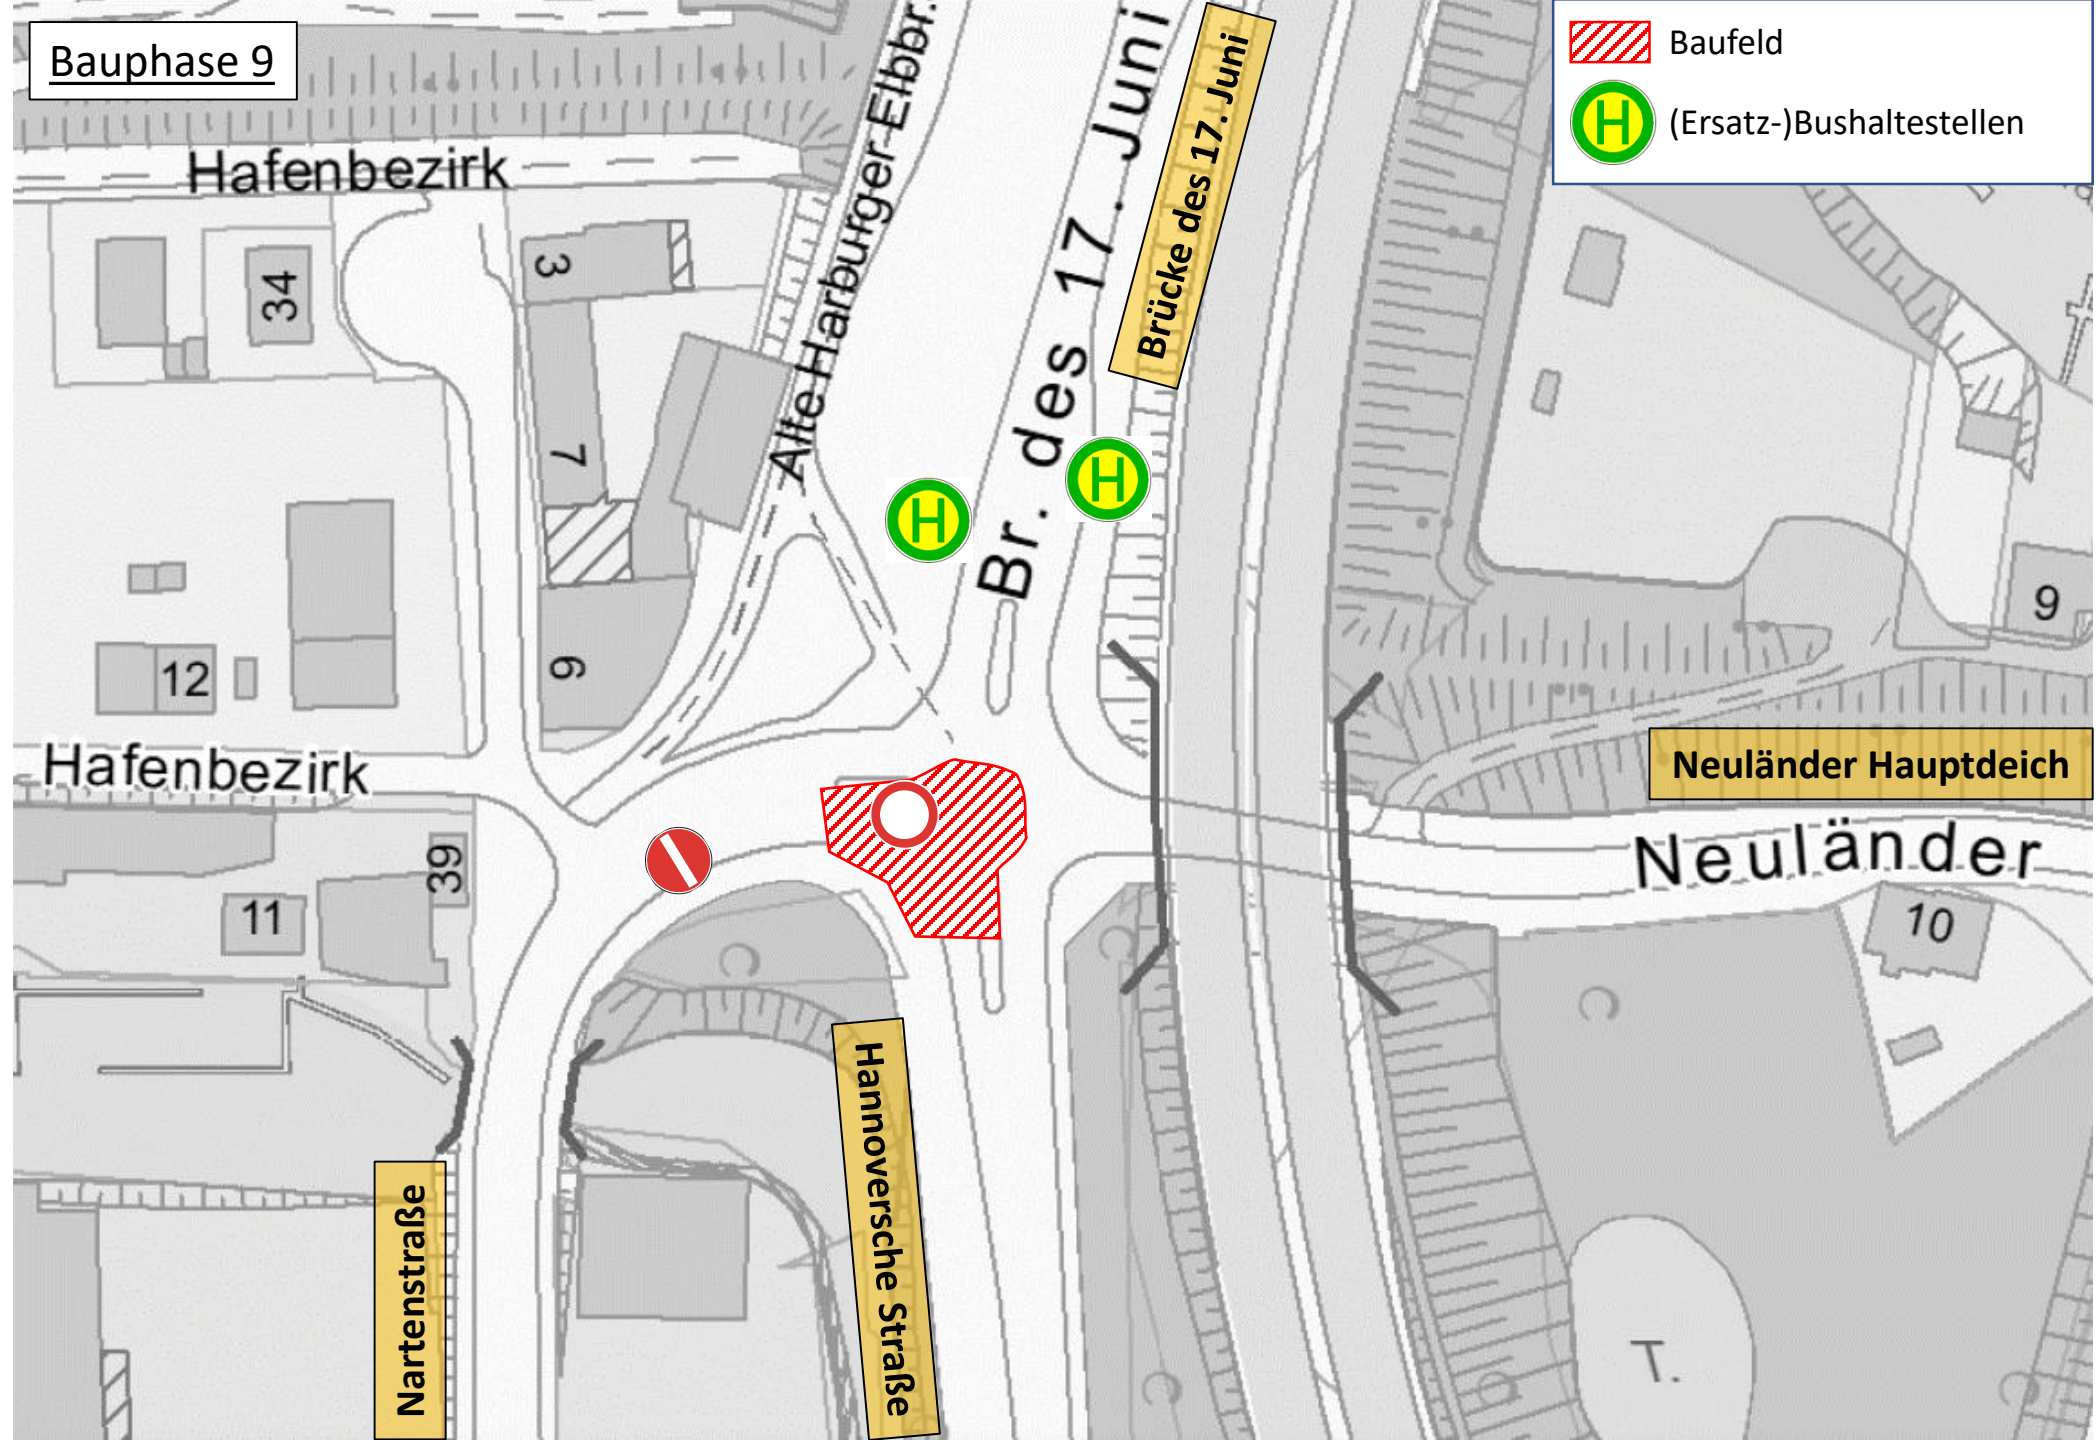 Bauphase 9
Baufeld
H
(Ersatz-)Bushaltestellen
Hafenbezirk
Alte Harburger Elbbr.
Br. des 17. Juni
Brücke des 17. Juni
34
3
7
H
H
9
12
6
Hafenbezirk
Neuländer Hauptdeich
Neuländer
39
11
10
Nartenstraße
Hannoversche Straße
T.